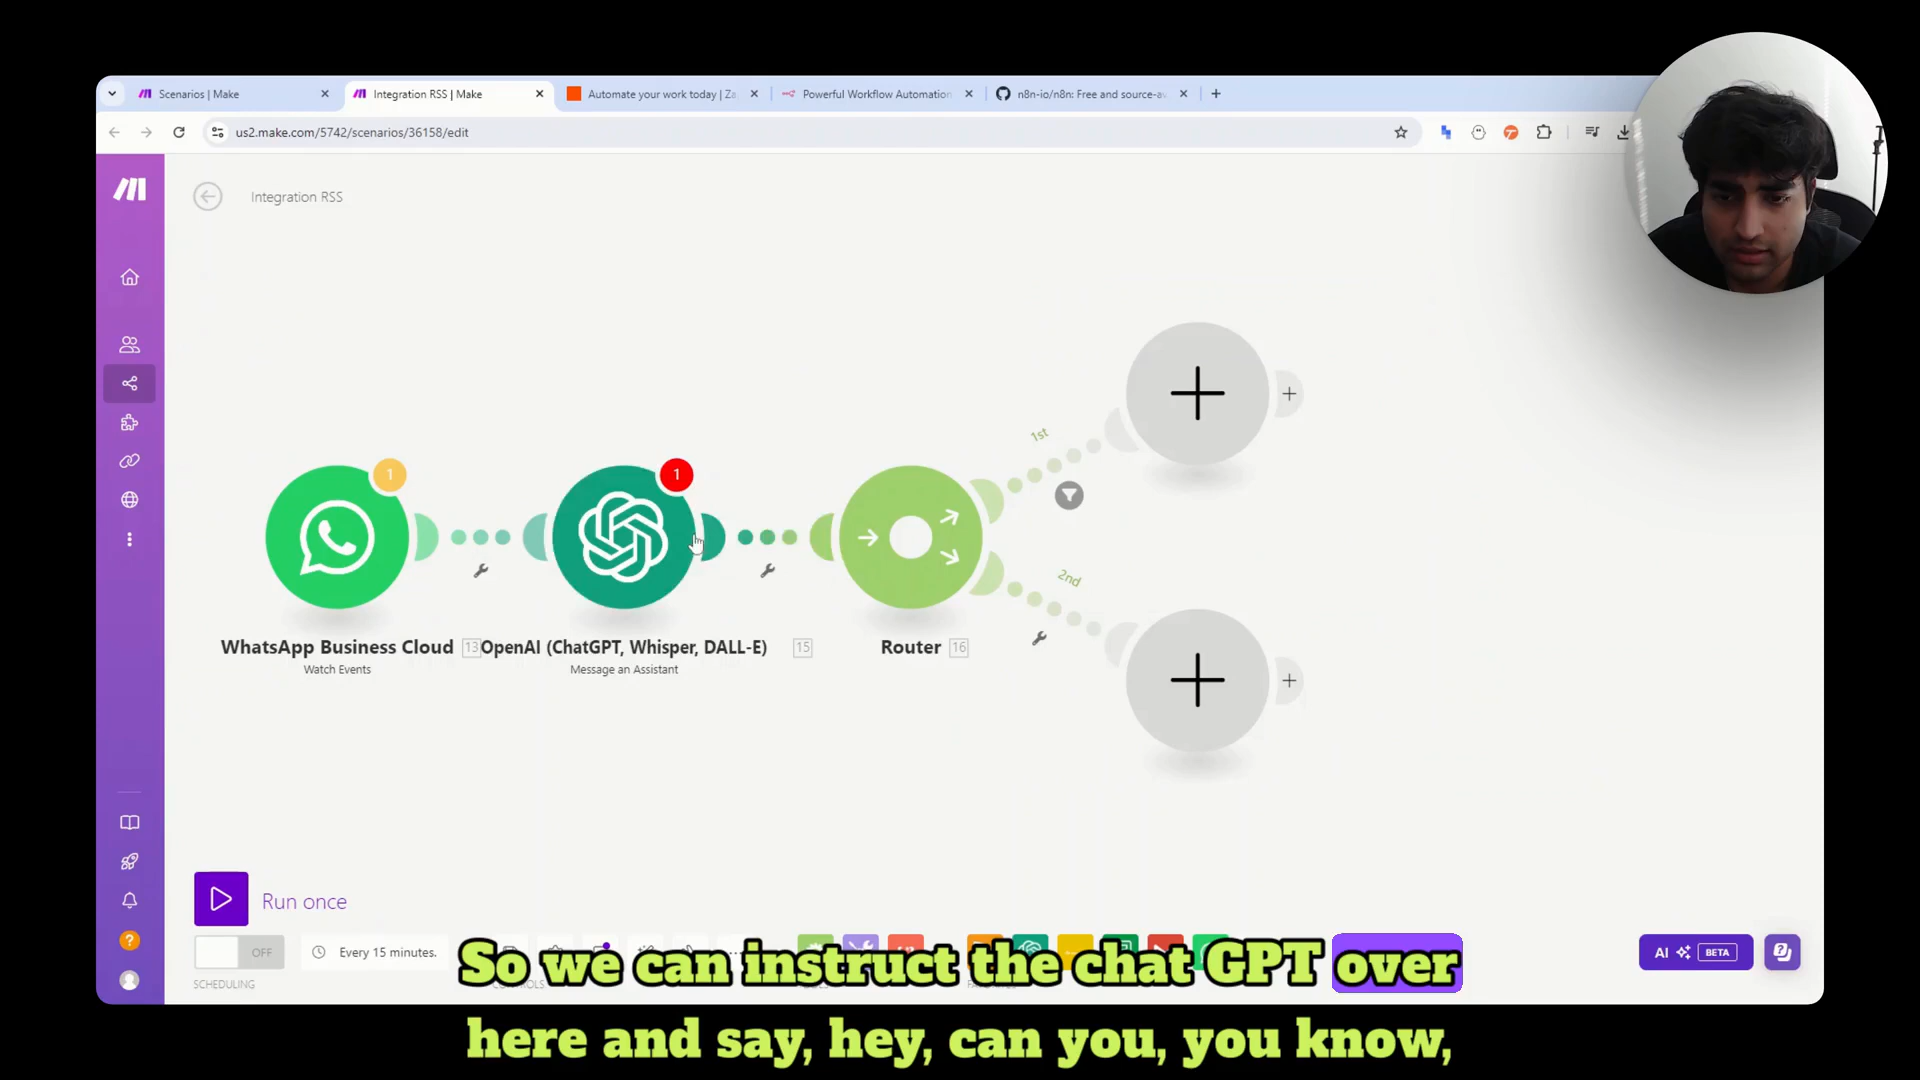 Scenarios | Make
Integration RSS | Make
Automate your work today | Za
Powerful Workflow Automation
n8n-io/n8n: Free and source-av
us2.make.com/5742/scenarios/36158/edit
Integration RSS
1
1
1st
2nd
WhatsApp Business Cloud 13
Watch Events
OpenAI (ChatGPT, Whisper, DALL-E) 15
Message an Assistant
Router 16
Run once
OFF
Every 15 minutes.
AI BETA
SCHEDULING
So we can instruct the chat GPT over
here and say, hey, can you, you know,